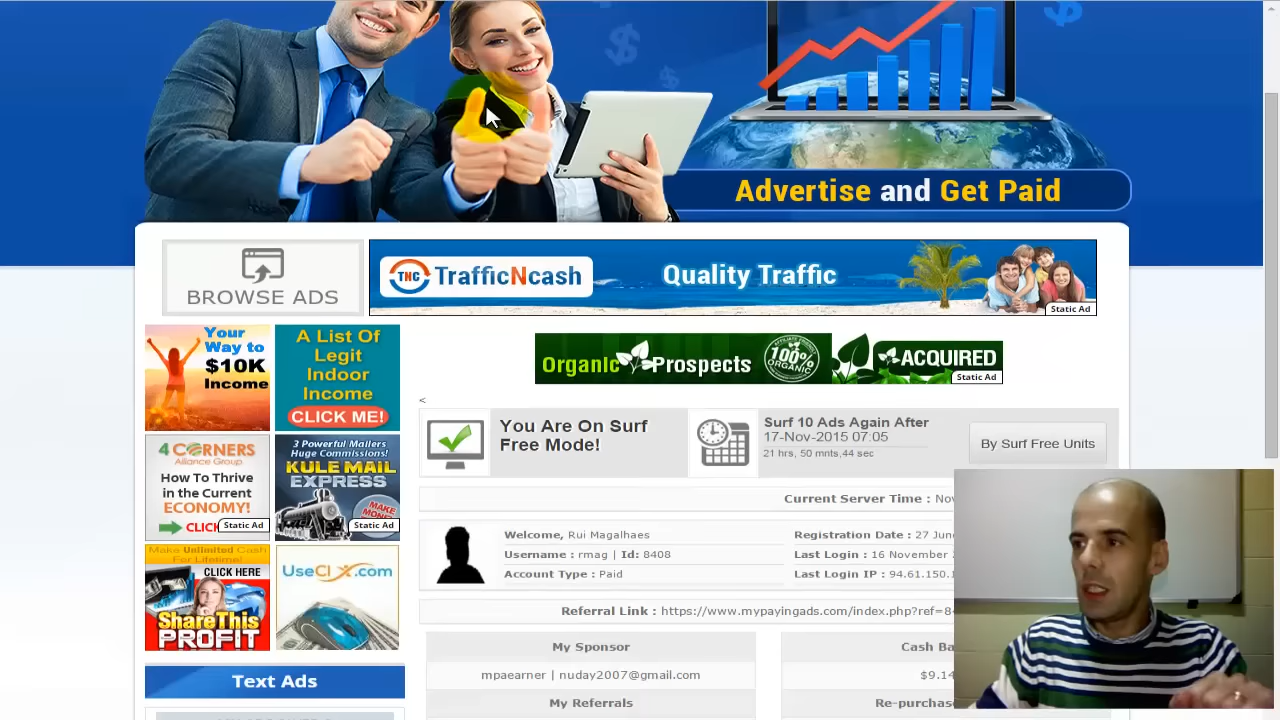 Advertise and Get Paid
BROWSE ADS
TNC TrafficNcash
Quality Traffic
Static Ad
Your
Way to
$10K
Income
A List Of
Legit
Indoor
Income
CLICK ME!
Organic Prospects
100%
ORGANIC
ACQUIRED
Static Ad
<
You Are On Surf
Free Mode!
Surf 10 Ads Again After
17-Nov-2015 07:05
21 hrs, 50 mnts,44 sec
By Surf Free Units
4 CORNERS
Alliance Group
How To Thrive
in the Current
ECONOMY!
CLICK
Static Ad
3 Powerful Mailers
Huge Commissions!
KULE MAIL
EXPRESS
MAKE
Static Ad
Current Server Time : Nov
Welcome, Rui Magalhaes
Username : rmag | Id: 8408
Account Type : Paid
Registration Date : 27 June
Last Login : 16 November
Last Login IP : 94.61.150.1
Make Unlimited Cash
For Lifetime!
CLICK HERE
ShareThis
PROFIT
UseClix.com
Referral Link : https://www.mypayingads.com/index.php?ref=8
My Sponsor
mpaearner | nuday2007@gmail.com
My Referrals
Cash Ba
$9.14
Re-purchas
Text Ads